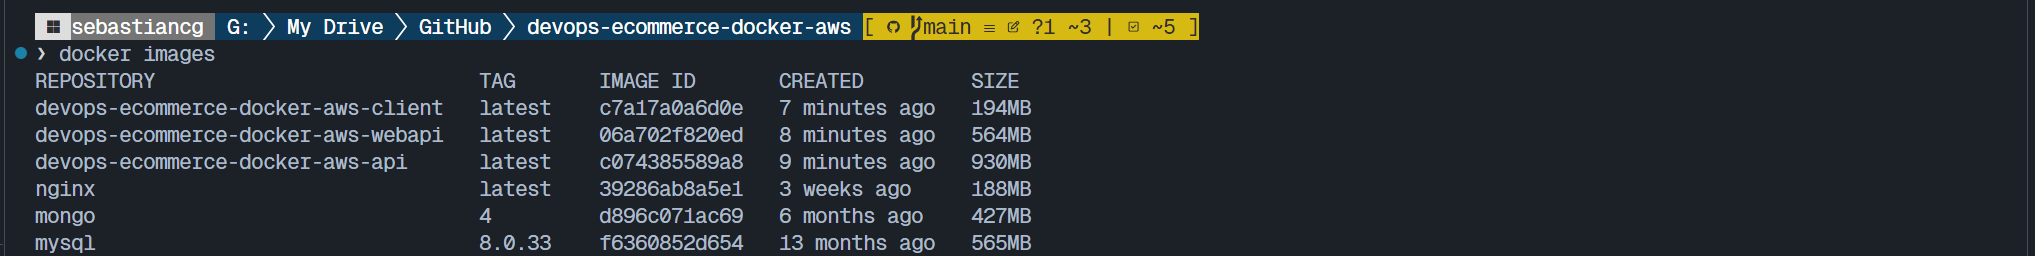 sebastiancg G: My Drive GitHub devops-ecommerce-docker-aws [ main ≡ ?1 ~3 | ~5 ]
❯ docker images
REPOSITORY TAG IMAGE ID CREATED SIZE
devops-ecommerce-docker-aws-client latest c7a17a0a6d0e 7 minutes ago 194MB
devops-ecommerce-docker-aws-webapi latest 06a702f820ed 8 minutes ago 564MB
devops-ecommerce-docker-aws-api latest c074385589a8 9 minutes ago 930MB
nginx latest 39286ab8a5e1 3 weeks ago 188MB
mongo 4 d896c071ac69 6 months ago 427MB
mysql 8.0.33 f6360852d654 13 months ago 565MB